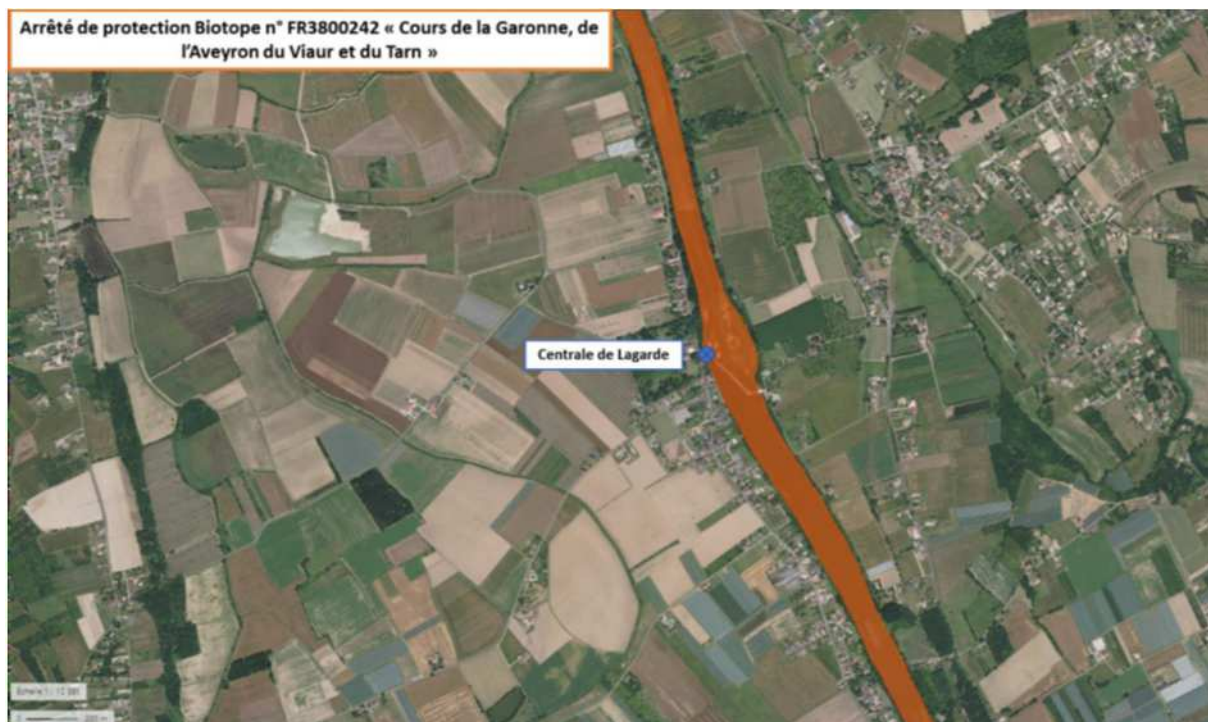 Arrêté de protection Biotope n° FR3800242 « Cours de la Garonne, de
l'Aveyron du Viaur et du Tarn »
Centrale de Lagarde